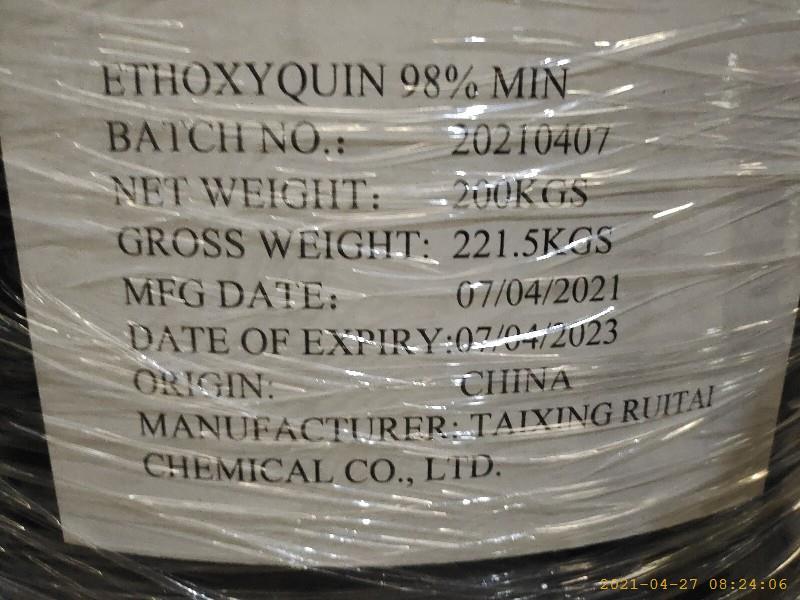 ETHOXYQUIN 98% MIN
BATCH NO.: 20210407
NET WEIGHT: 200KGS
GROSS WEIGHT: 221.5KGS
MFG DATE: 07/04/2021
DATE OF EXPIRY:07/04/2023
ORIGIN: CHINA
MANUFACTURER: TAIXING RUITAI
CHEMICAL CO., LTD.
2021-04-27 08:24:06